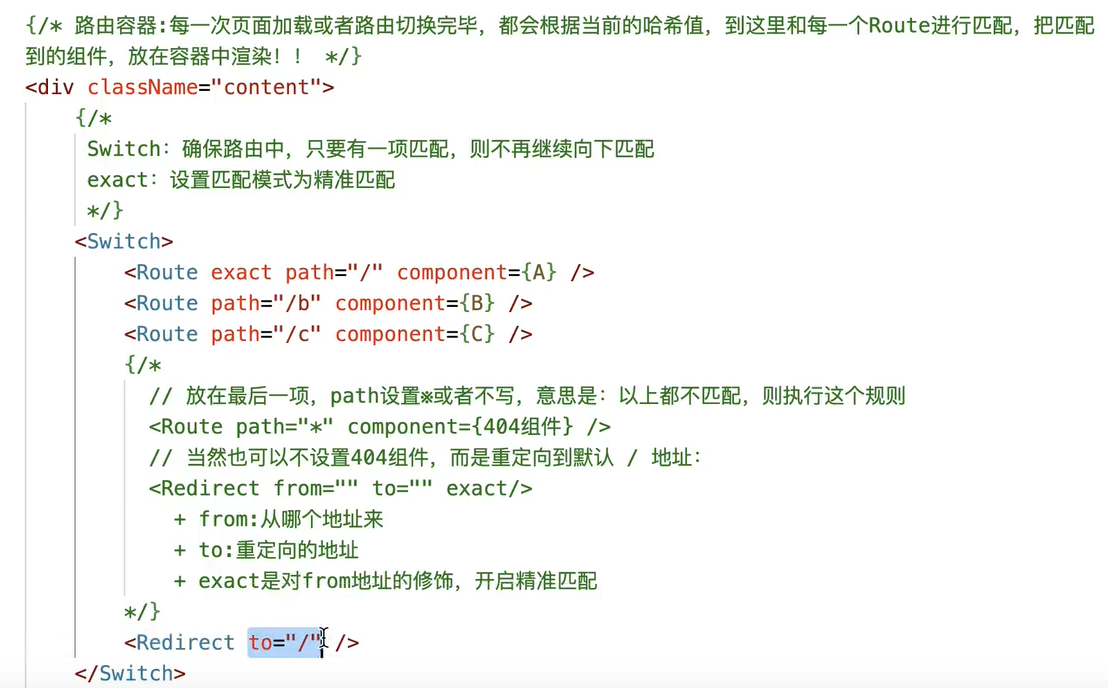 {/* 路由容器:每一次页面加载或者路由切换完毕，都会根据当前的哈希值，到这里和每一个Route进行匹配，把匹配
到的组件，放在容器中渲染！！ */}
<div className="content">
{/*
Switch：确保路由中，只要有一项匹配，则不再继续向下匹配
exact：设置匹配模式为精准匹配
*/}
<Switch>
<Route exact path="/" component={A} />
<Route path="/b" component={B} />
<Route path="/c" component={C} />
{/*
// 放在最后一项，path设置※或者不写，意思是：以上都不匹配，则执行这个规则
<Route path="*" component={404组件} />
// 当然也可以不设置404组件，而是重定向到默认 / 地址：
<Redirect from="" to="" exact/>
+ from:从哪个地址来
+ to:重定向的地址
+ exact是对from地址的修饰，开启精准匹配
*/}
<Redirect to="/" />
</Switch>